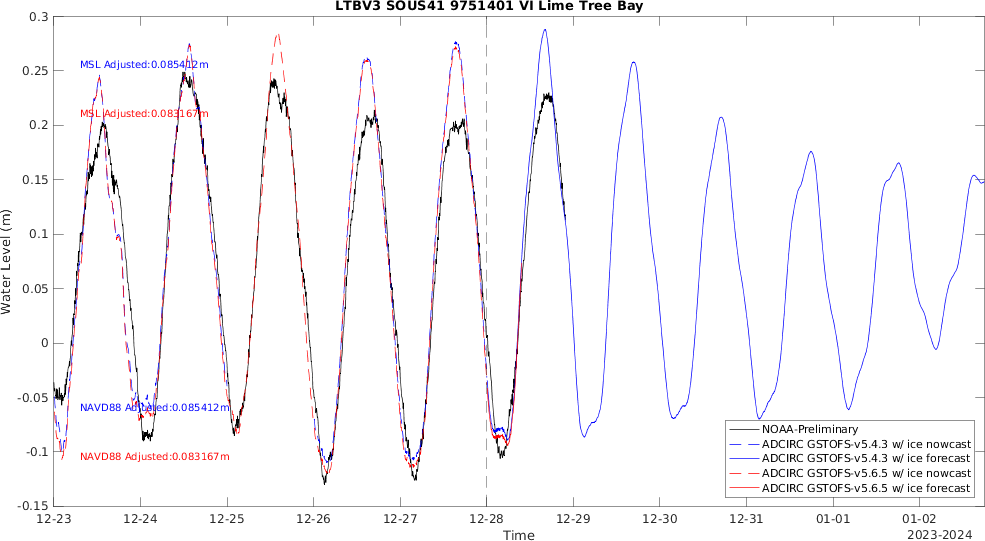 LTBV3 SOUS41 9751401 VI Lime Tree Bay
0.3
0.25
0.2
0.15
0.1
0.05
0
-0.05
-0.1
-0.15
Water Level (m)
MSL Adjusted:0.085412m
MSL Adjusted:0.083167m
NAVD88 Adjusted:0.085412m
NAVD88 Adjusted:0.083167m
NOAA-Preliminary
ADCIRC GSTOFS-v5.4.3 w/ ice nowcast
ADCIRC GSTOFS-v5.4.3 w/ ice forecast
ADCIRC GSTOFS-v5.6.5 w/ ice nowcast
ADCIRC GSTOFS-v5.6.5 w/ ice forecast
12-23 12-24 12-25 12-26 12-27 12-28 12-29 12-30 12-31 01-01 01-02
Time
2023-2024